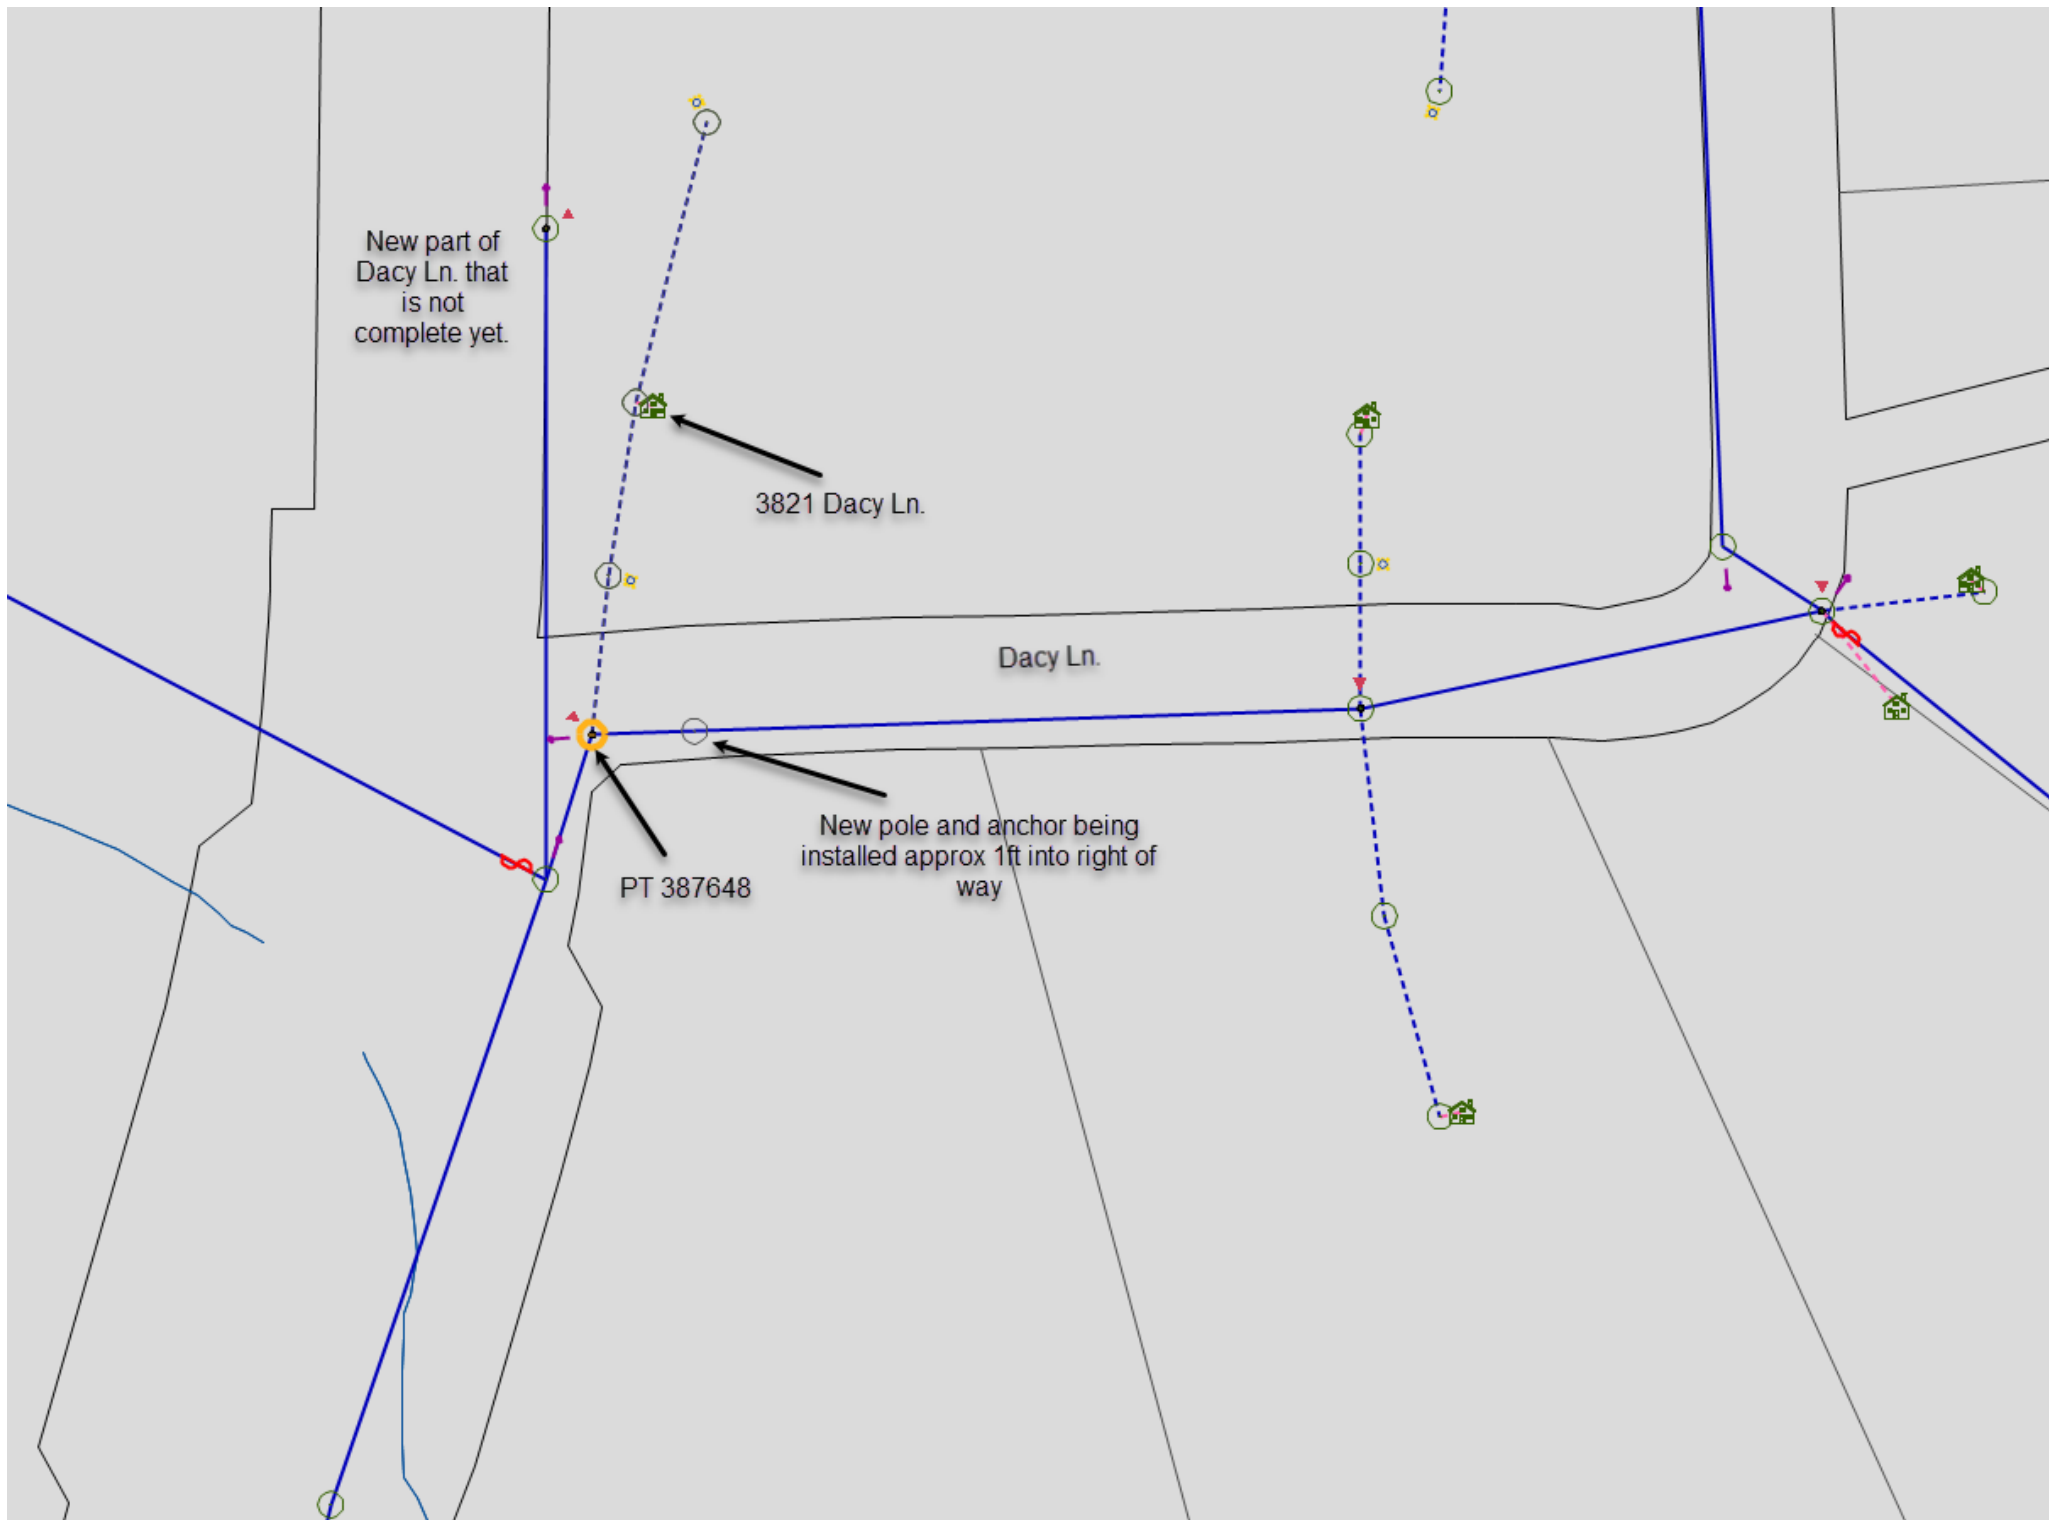 New part of
Dacy Ln. that
is not
complete yet.
3821 Dacy Ln.
Dacy Ln.
New pole and anchor being
installed approx 1ft into right of
way
PT 387648